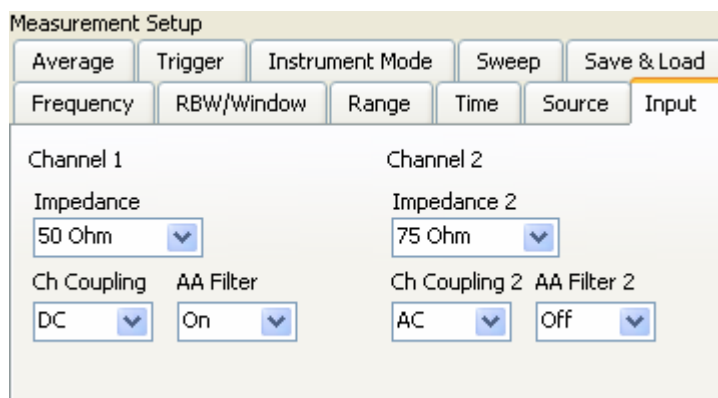 Measurement Setup
Average Trigger Instrument Mode Sweep Save & Load
Frequency RBW/Window Range Time Source Input
Channel 1 Channel 2
Impedance Impedance 2
50 Ohm 75 Ohm
Ch Coupling AA Filter Ch Coupling 2 AA Filter 2
DC On AC Off